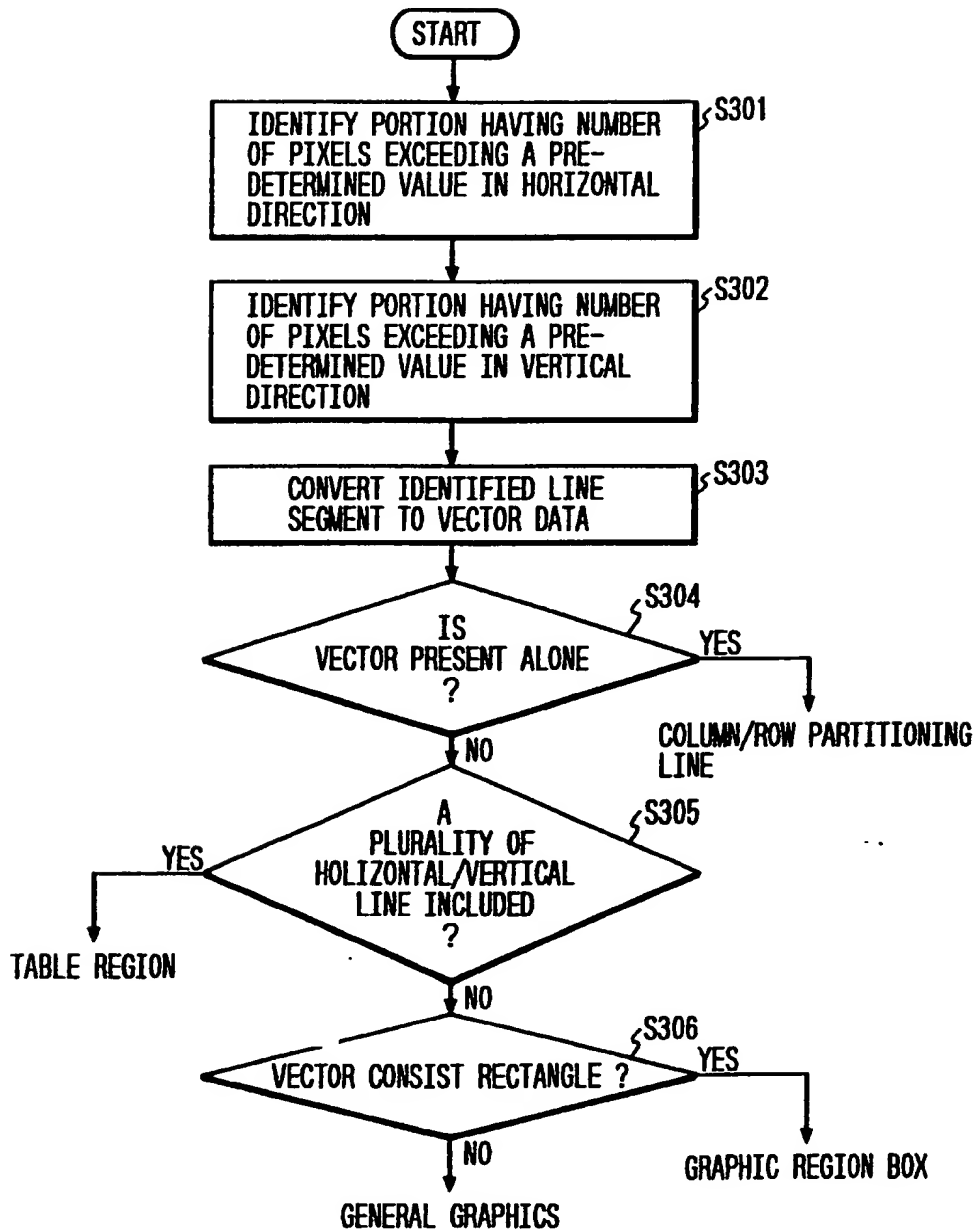 START
S301
IDENTIFY PORTION HAVING NUMBER
OF PIXELS EXCEEDING A PRE-
DETERMINED VALUE IN HORIZONTAL
DIRECTION
S302
IDENTIFY PORTION HAVING NUMBER
OF PIXELS EXCEEDING A PRE-
DETERMINED VALUE IN VERTICAL
DIRECTION
S303
CONVERT IDENTIFIED LINE
SEGMENT TO VECTOR DATA
S304
IS
VECTOR PRESENT ALONE
?
YES
COLUMN/ROW PARTITIONING
LINE
NO
S305
A
PLURALITY OF
HOLIZONTAL/VERTICAL
LINE INCLUDED
?
YES
TABLE REGION
NO
S306
VECTOR CONSIST RECTANGLE ?
YES
GRAPHIC REGION BOX
NO
GENERAL GRAPHICS